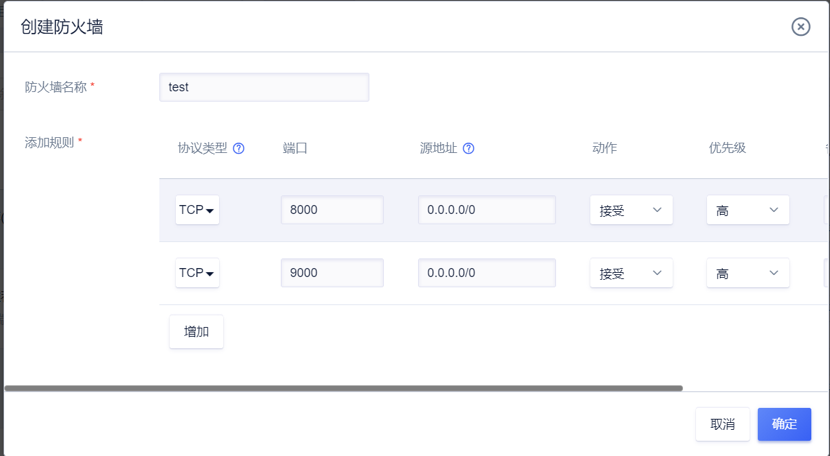 创建防火墙
防火墙名称 *
test
添加规则 *
协议类型 端口 源地址 动作 优先级
TCP 8000 0.0.0.0/0 接受 高
TCP 9000 0.0.0.0/0 接受 高
增加
取消 确定